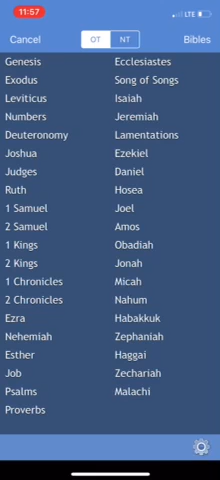 11:57
LTE
Cancel
OT
NT
Bibles
Genesis
Exodus
Leviticus
Numbers
Deuteronomy
Joshua
Judges
Ruth
1 Samuel
2 Samuel
1 Kings
2 Kings
1 Chronicles
2 Chronicles
Ezra
Nehemiah
Esther
Job
Psalms
Proverbs
Ecclesiastes
Song of Songs
Isaiah
Jeremiah
Lamentations
Ezekiel
Daniel
Hosea
Joel
Amos
Obadiah
Jonah
Micah
Nahum
Habakkuk
Zephaniah
Haggai
Zechariah
Malachi